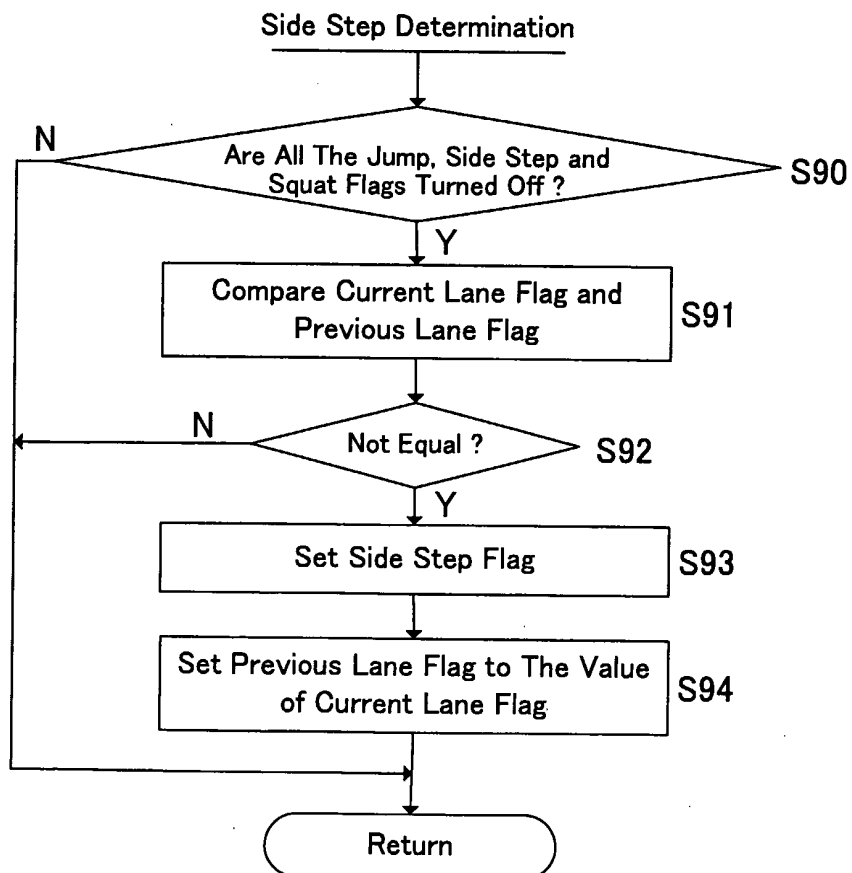 Side Step Determination
N
Are All The Jump, Side Step and
Squat Flags Turned Off ?
S90
Y
Compare Current Lane Flag and
Previous Lane Flag
S91
N
Not Equal ?
S92
Y
Set Side Step Flag
S93
Set Previous Lane Flag to The Value
of Current Lane Flag
S94
Return